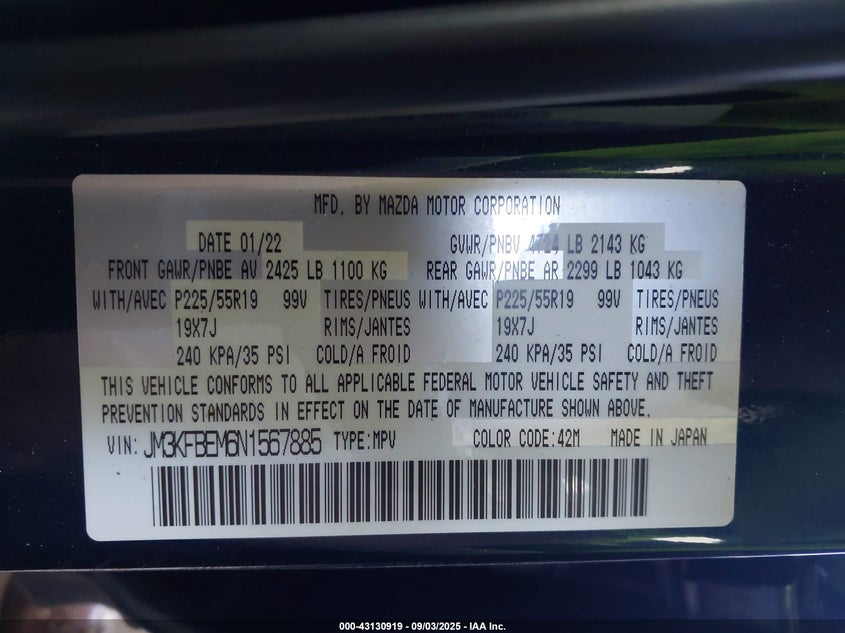 MFD. BY MAZDA MOTOR CORPORATION
DATE 01/22 GVWR/PNBV 4724 LB 2143 KG
FRONT GAWR/PNBE AV 2425 LB 1100 KG REAR GAWR/PNBE AR 2299 LB 1043 KG
WITH/AVEC P225/55R19 99V TIRES/PNEUS WITH/AVEC P225/55R19 99V TIRES/PNEUS
19X7J RIMS/JANTES 19X7J RIMS/JANTES
240 KPA/35 PSI COLD/A FROID 240 KPA/35 PSI COLD/A FROID
THIS VEHICLE CONFORMS TO ALL APPLICABLE FEDERAL MOTOR VEHICLE SAFETY AND THEFT
PREVENTION STANDARDS IN EFFECT ON THE DATE OF MANUFACTURE SHOWN ABOVE.
VIN: JM3KFBEM6N1567885 TYPE:MPV COLOR CODE:42M MADE IN JAPAN
000-43130919 - 09/03/2025 - IAA Inc.